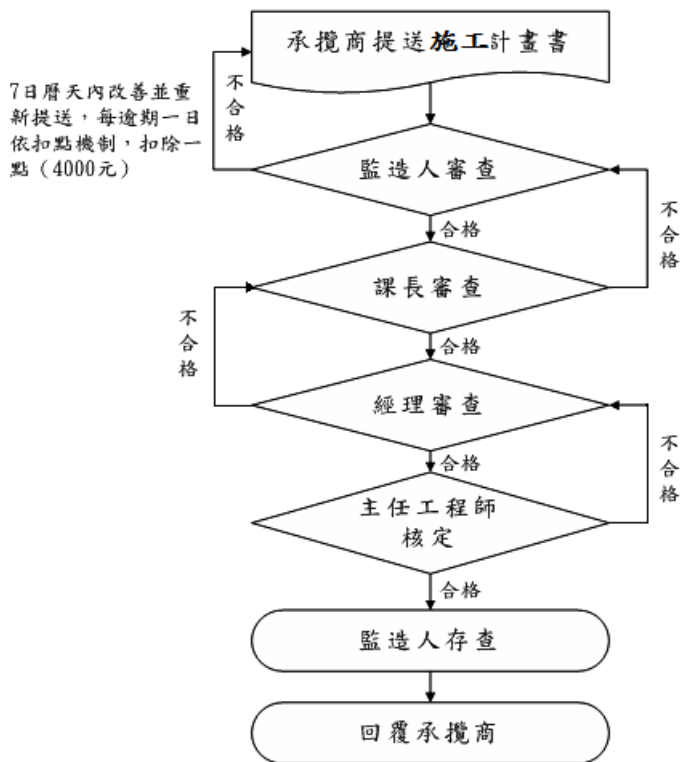 承攬商提送施工計畫書
不合格
7日曆天內改善並重
新提送，每逾期一日
依扣點機制，扣除一
點（4000元）
監造人審查
合格
不合格
課長審查
不合格
合格
經理審查
合格
不合格
主任工程師
核定
合格
監造人存查
回覆承攬商